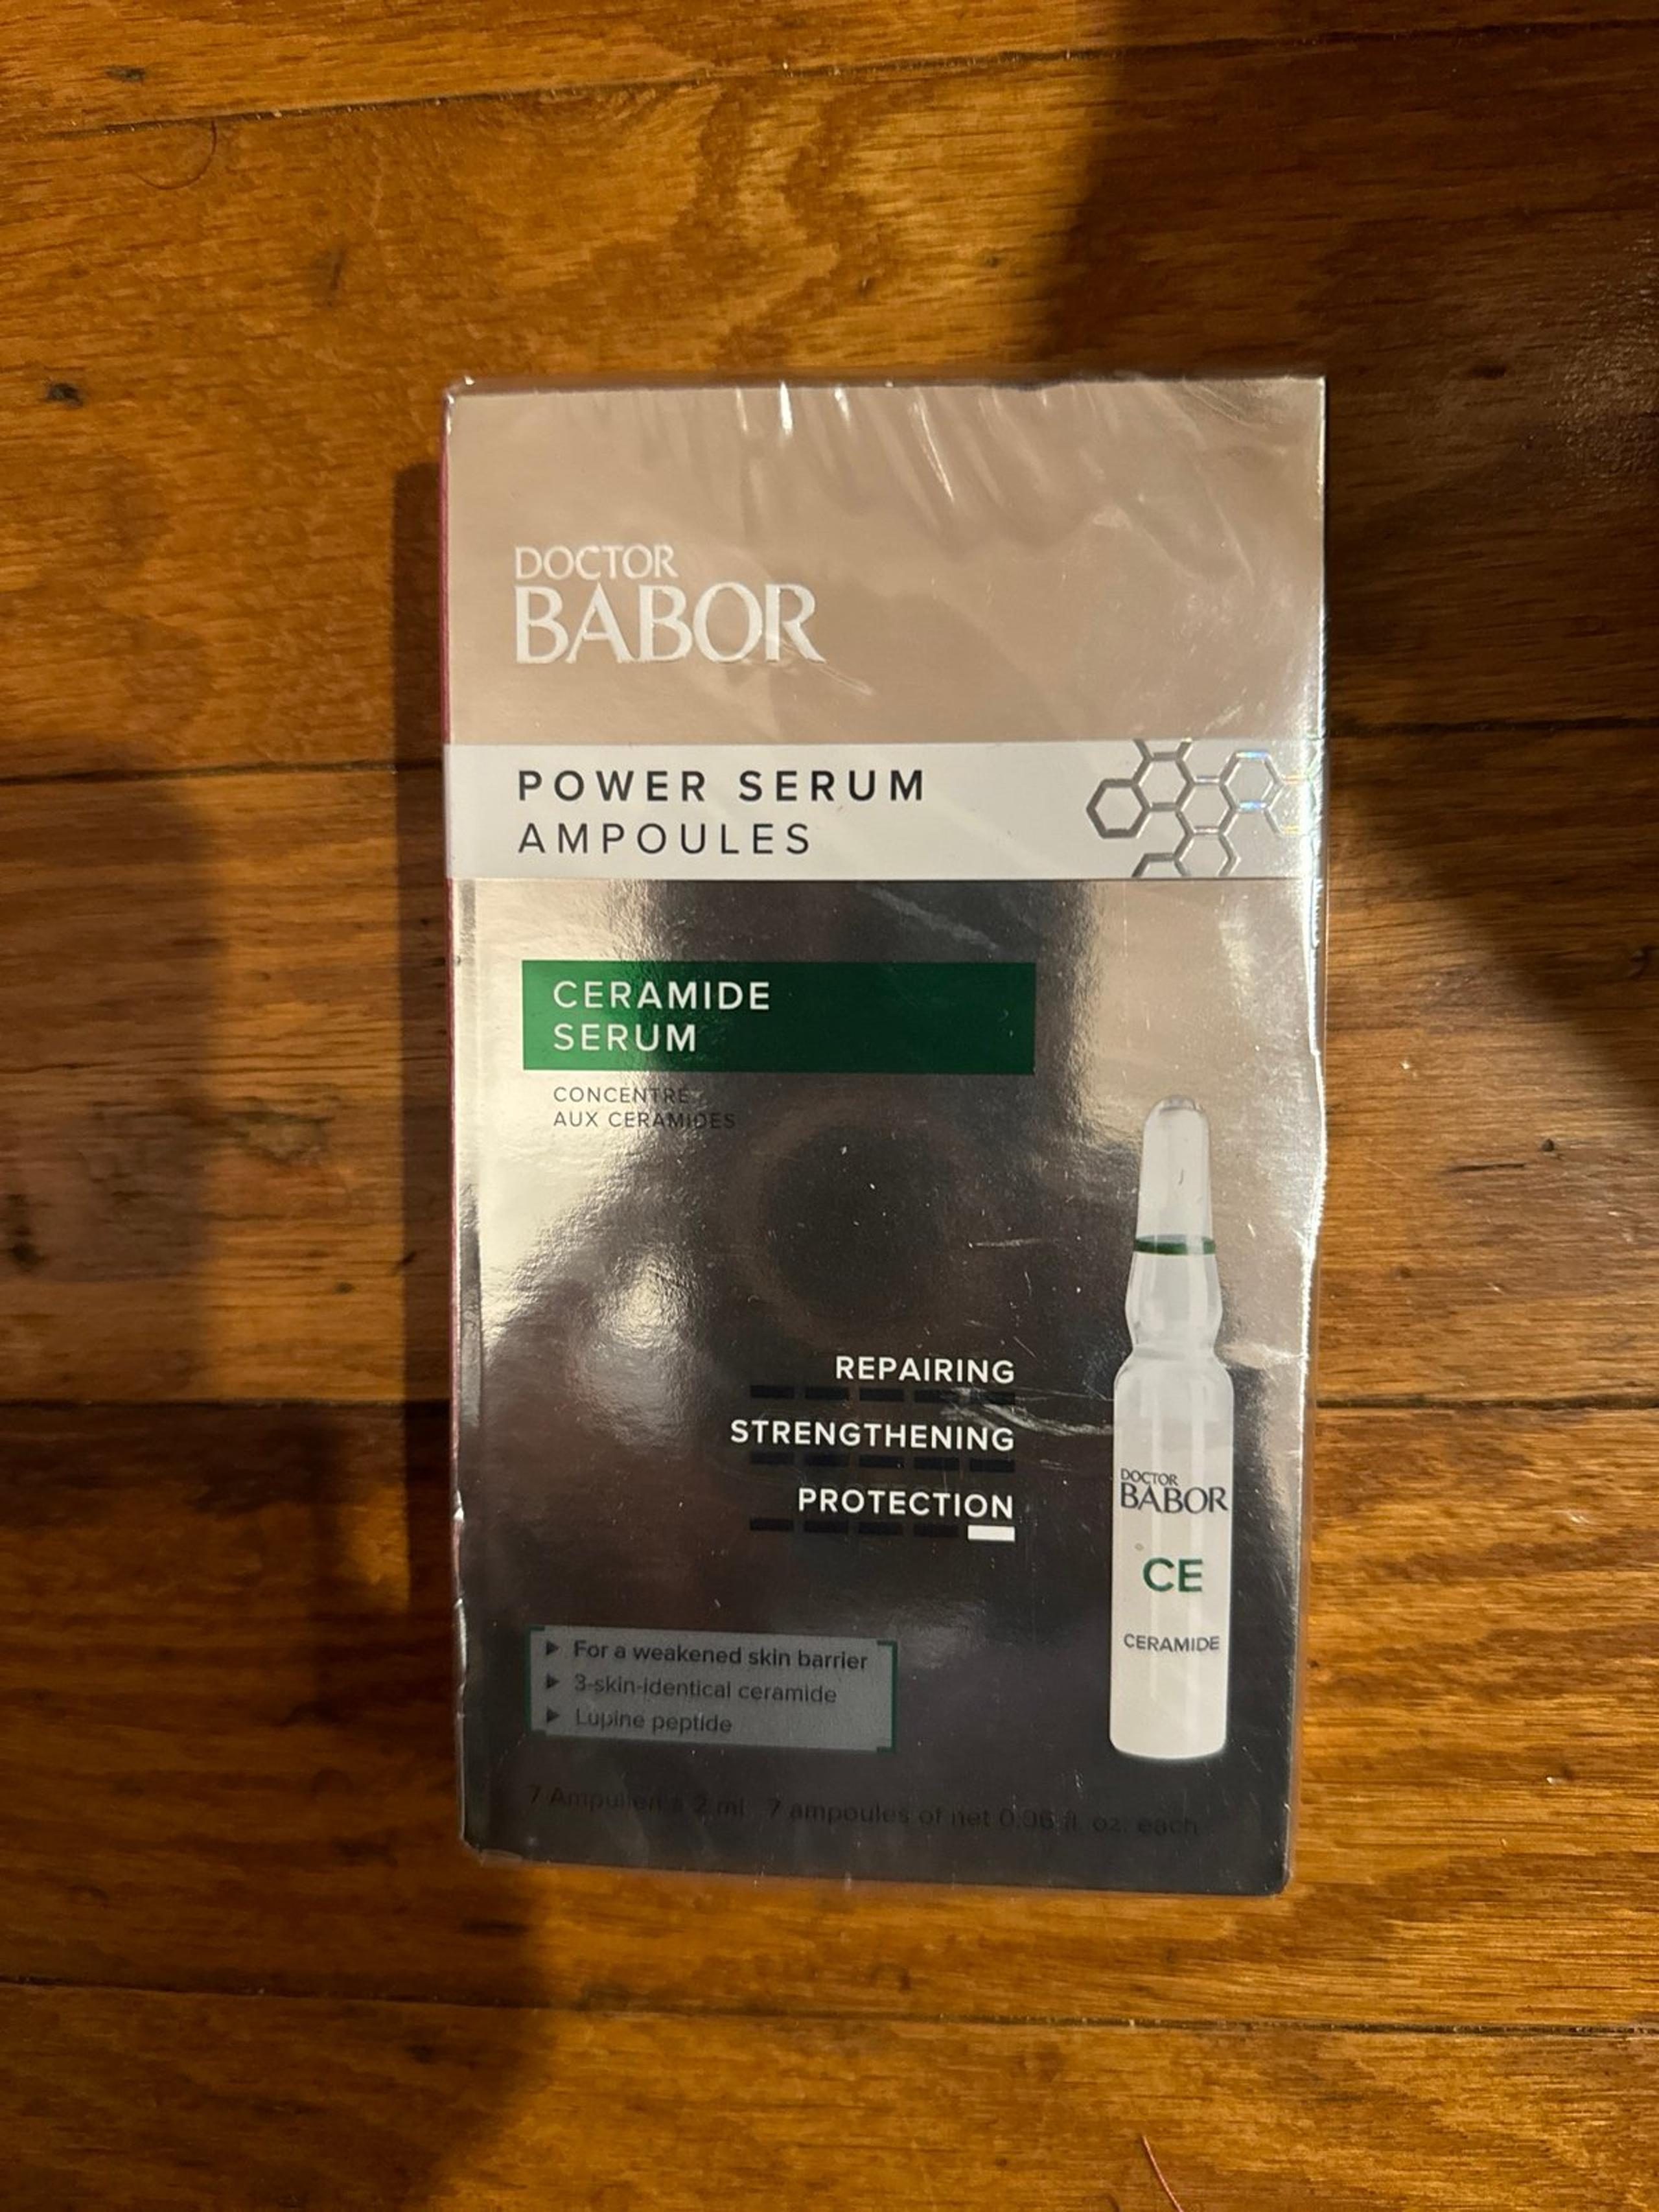 DOCTOR
BABOR
POWER SERUM
AMPOULES
CERAMIDE
SERUM
CONCENTRÉ
AUX CERAMIDES
REPAIRING
STRENGTHENING
PROTECTION
DOCTOR
BABOR
CE
CERAMIDE
For a weakened skin barrier
3-skin-identical ceramide
Lupine peptide
7 Ampullen à 2 ml 7 ampoules of net 0.06 fl. oz. each